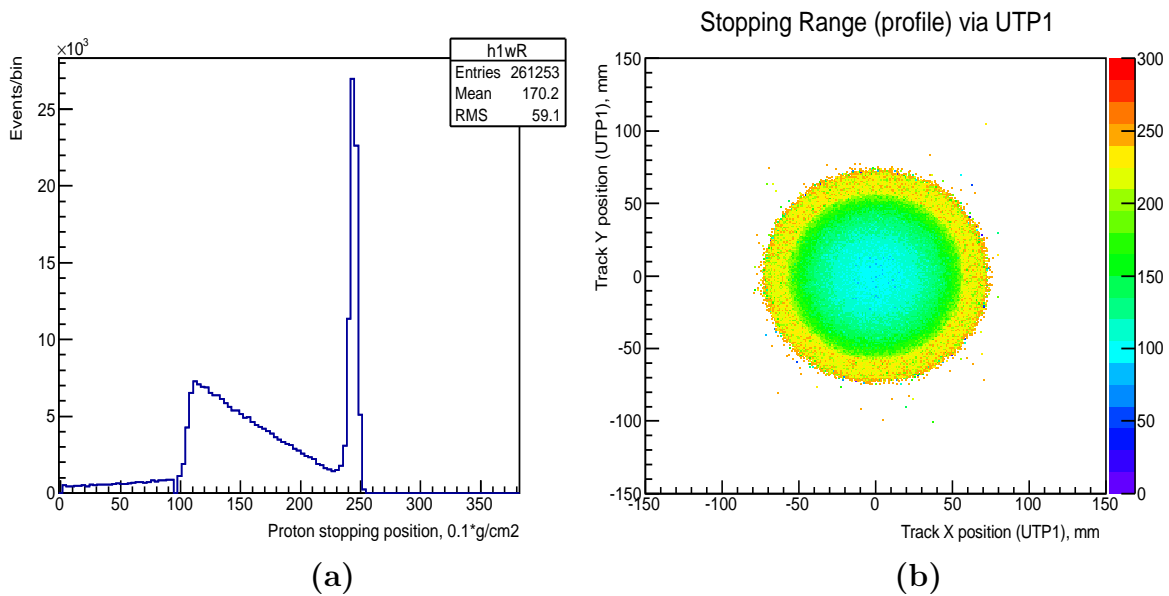 ×10³
h1wR
Entries 261253
Mean 170.2
RMS 59.1
Events/bin
25
20
15
10
5
0
0 50 100 150 200 250 300 350
Proton stopping position, 0.1*g/cm2
(a)
Stopping Range (profile) via UTP1
Track Y position (UTP1), mm
150
100
50
0
-50
-100
-150
-150 -100 -50 0 50 100 150
Track X position (UTP1), mm
300
250
200
150
100
50
0
(b)